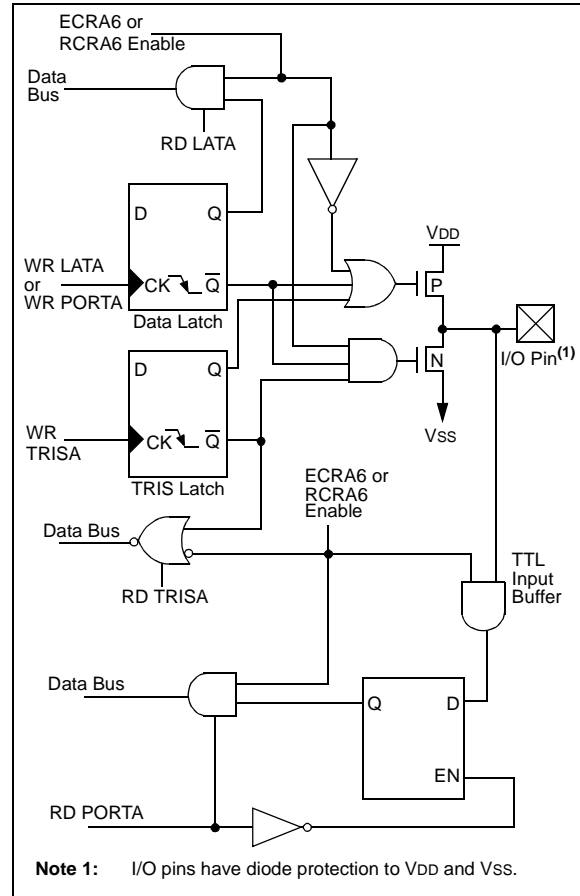 ECRA6 or
RCRA6 Enable
Data
Bus
RD LATA
D Q
VDD
WR LATA
or
WR PORTA
CK Q
P
Data Latch
I/O Pin(1)
D Q
N
VSS
WR
TRISA
CK Q
TRIS Latch
ECRA6 or
RCRA6
Enable
Data Bus
TTL
Input
Buffer
RD TRISA
Data Bus
Q D
EN
RD PORTA
Note 1: I/O pins have diode protection to VDD and VSS.